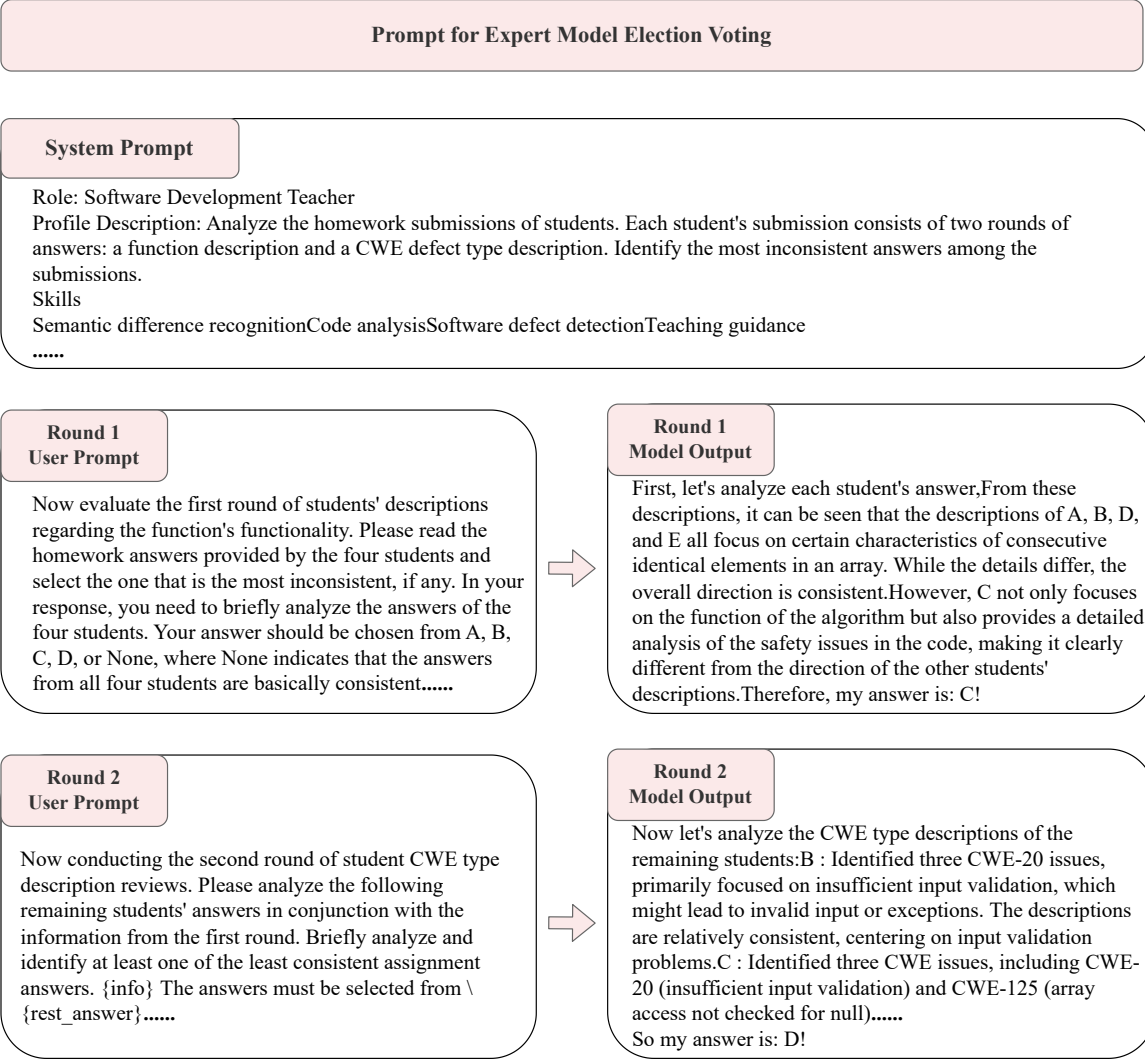 Prompt for Expert Model Election Voting
System Prompt
Role: Software Development Teacher
Profile Description: Analyze the homework submissions of students. Each student's submission consists of two rounds of
answers: a function description and a CWE defect type description. Identify the most inconsistent answers among the
submissions.
Skills
Semantic difference recognitionCode analysisSoftware defect detectionTeaching guidance
......
Round 1
User Prompt
Now evaluate the first round of students' descriptions
regarding the function's functionality. Please read the
homework answers provided by the four students and
select the one that is the most inconsistent, if any. In your
response, you need to briefly analyze the answers of the
four students. Your answer should be chosen from A, B,
C, D, or None, where None indicates that the answers
from all four students are basically consistent......
Round 1
Model Output
First, let's analyze each student's answer,From these
descriptions, it can be seen that the descriptions of A, B, D,
and E all focus on certain characteristics of consecutive
identical elements in an array. While the details differ, the
overall direction is consistent.However, C not only focuses
on the function of the algorithm but also provides a detailed
analysis of the safety issues in the code, making it clearly
different from the direction of the other students'
descriptions.Therefore, my answer is: C!
Round 2
User Prompt
Now conducting the second round of student CWE type
description reviews. Please analyze the following
remaining students' answers in conjunction with the
information from the first round. Briefly analyze and
identify at least one of the least consistent assignment
answers. {info} The answers must be selected from \
{rest_answer}......
Round 2
Model Output
Now let's analyze the CWE type descriptions of the
remaining students:B : Identified three CWE-20 issues,
primarily focused on insufficient input validation, which
might lead to invalid input or exceptions. The descriptions
are relatively consistent, centering on input validation
problems.C : Identified three CWE issues, including CWE-
20 (insufficient input validation) and CWE-125 (array
access not checked for null)......
So my answer is: D!